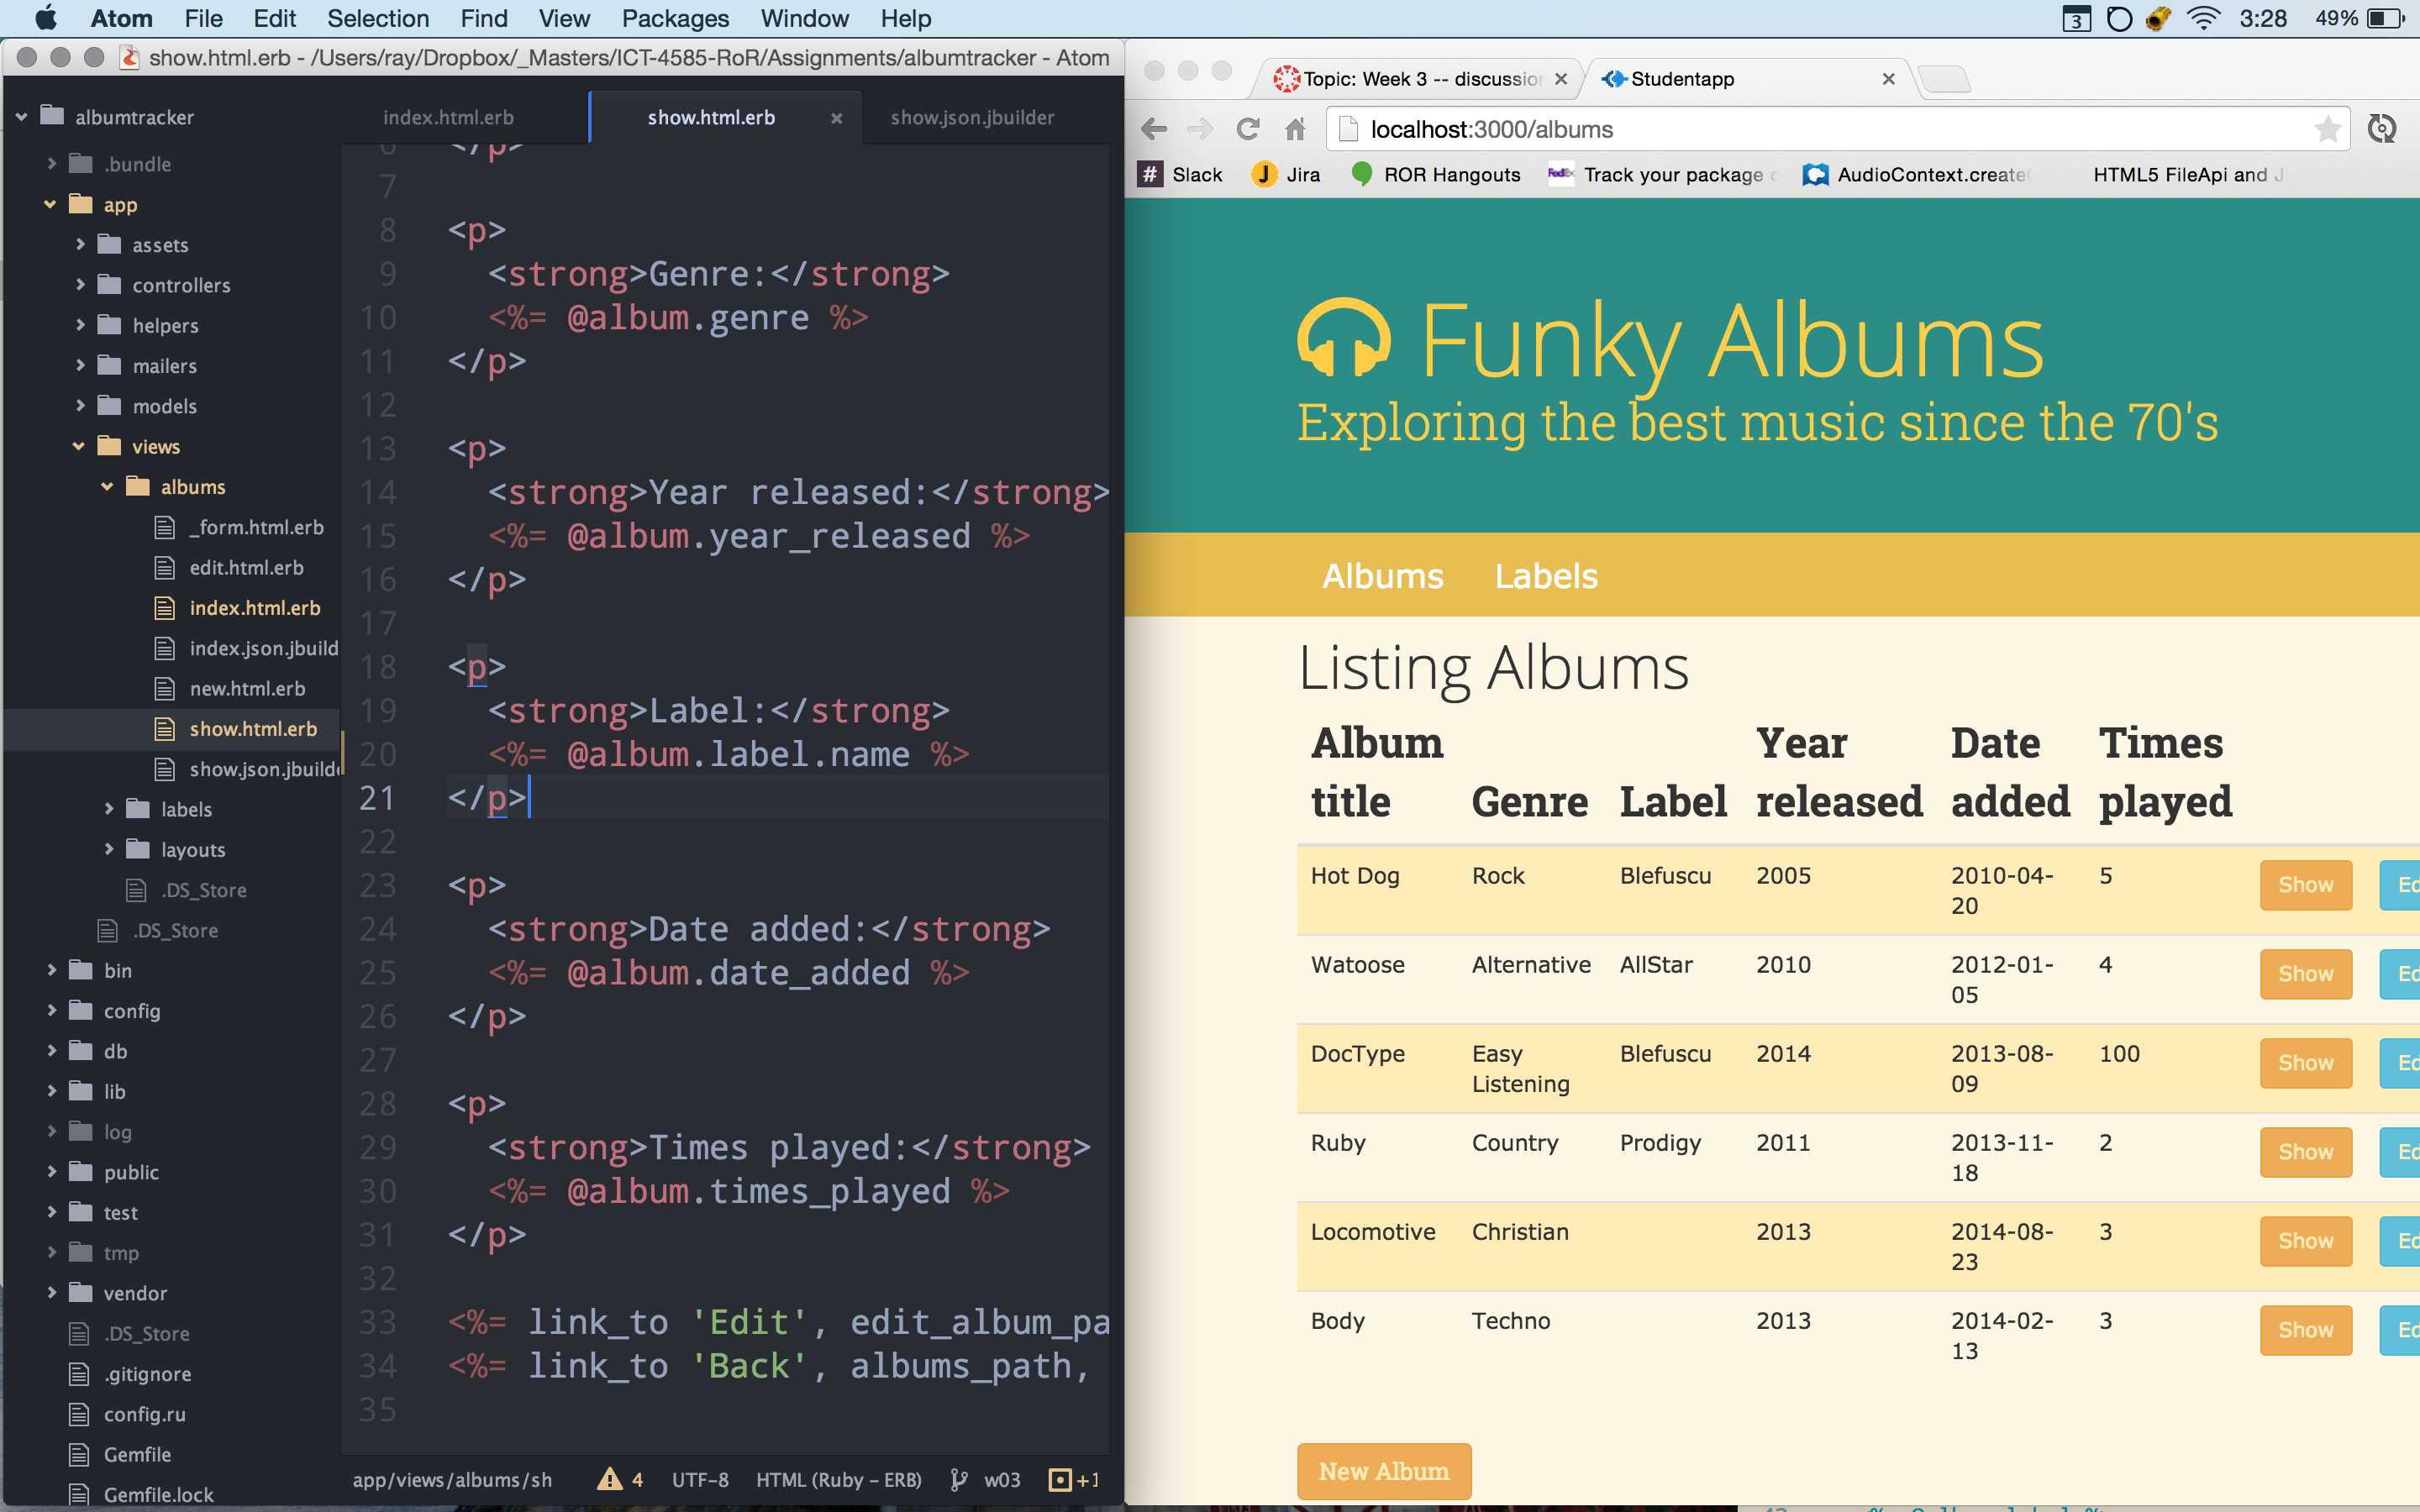 Atom File Edit Selection Find View Packages Window Help
3 3:28 49%
show.html.erb - /Users/ray/Dropbox/_Masters/ICT-4585-RoR/Assignments/albumtracker - Atom
albumtracker
.bundle
app
assets
controllers
helpers
mailers
models
views
albums
_form.html.erb
edit.html.erb
index.html.erb
index.json.jbuild
new.html.erb
show.html.erb
show.json.jbuild
labels
layouts
.DS_Store
.DS_Store
bin
config
db
lib
log
public
test
tmp
vendor
.DS_Store
.gitignore
config.ru
Gemfile
Gemfile.lock
index.html.erb show.html.erb show.json.jbuilder
6 </p>
7
8 <p>
9 <strong>Genre:</strong>
10 <%= @album.genre %>
11 </p>
12
13 <p>
14 <strong>Year released:</strong>
15 <%= @album.year_released %>
16 </p>
17
18 <p>
19 <strong>Label:</strong>
20 <%= @album.label.name %>
21 </p>
22
23 <p>
24 <strong>Date added:</strong>
25 <%= @album.date_added %>
26 </p>
27
28 <p>
29 <strong>Times played:</strong>
30 <%= @album.times_played %>
31 </p>
32
33 <%= link_to 'Edit', edit_album_pa
34 <%= link_to 'Back', albums_path,
35
app/views/albums/sh 4 UTF-8 HTML (Ruby - ERB) w03 +1
Topic: Week 3 -- discussion Studentapp
localhost:3000/albums
# Slack J Jira ROR Hangouts FedEx Track your package AudioContext.create HTML5 FileApi and J
Funky Albums
Exploring the best music since the 70's
Albums Labels
Listing Albums
Album title Genre Label Year released Date added Times played
Hot Dog Rock Blefuscu 2005 2010-04-20 5 Show Ed
Watoose Alternative AllStar 2010 2012-01-05 4 Show Ed
DocType Easy Listening Blefuscu 2014 2013-08-09 100 Show Ed
Ruby Country Prodigy 2011 2013-11-18 2 Show Ed
Locomotive Christian 2013 2014-08-23 3 Show Ed
Body Techno 2013 2014-02-13 3 Show Ed
New Album